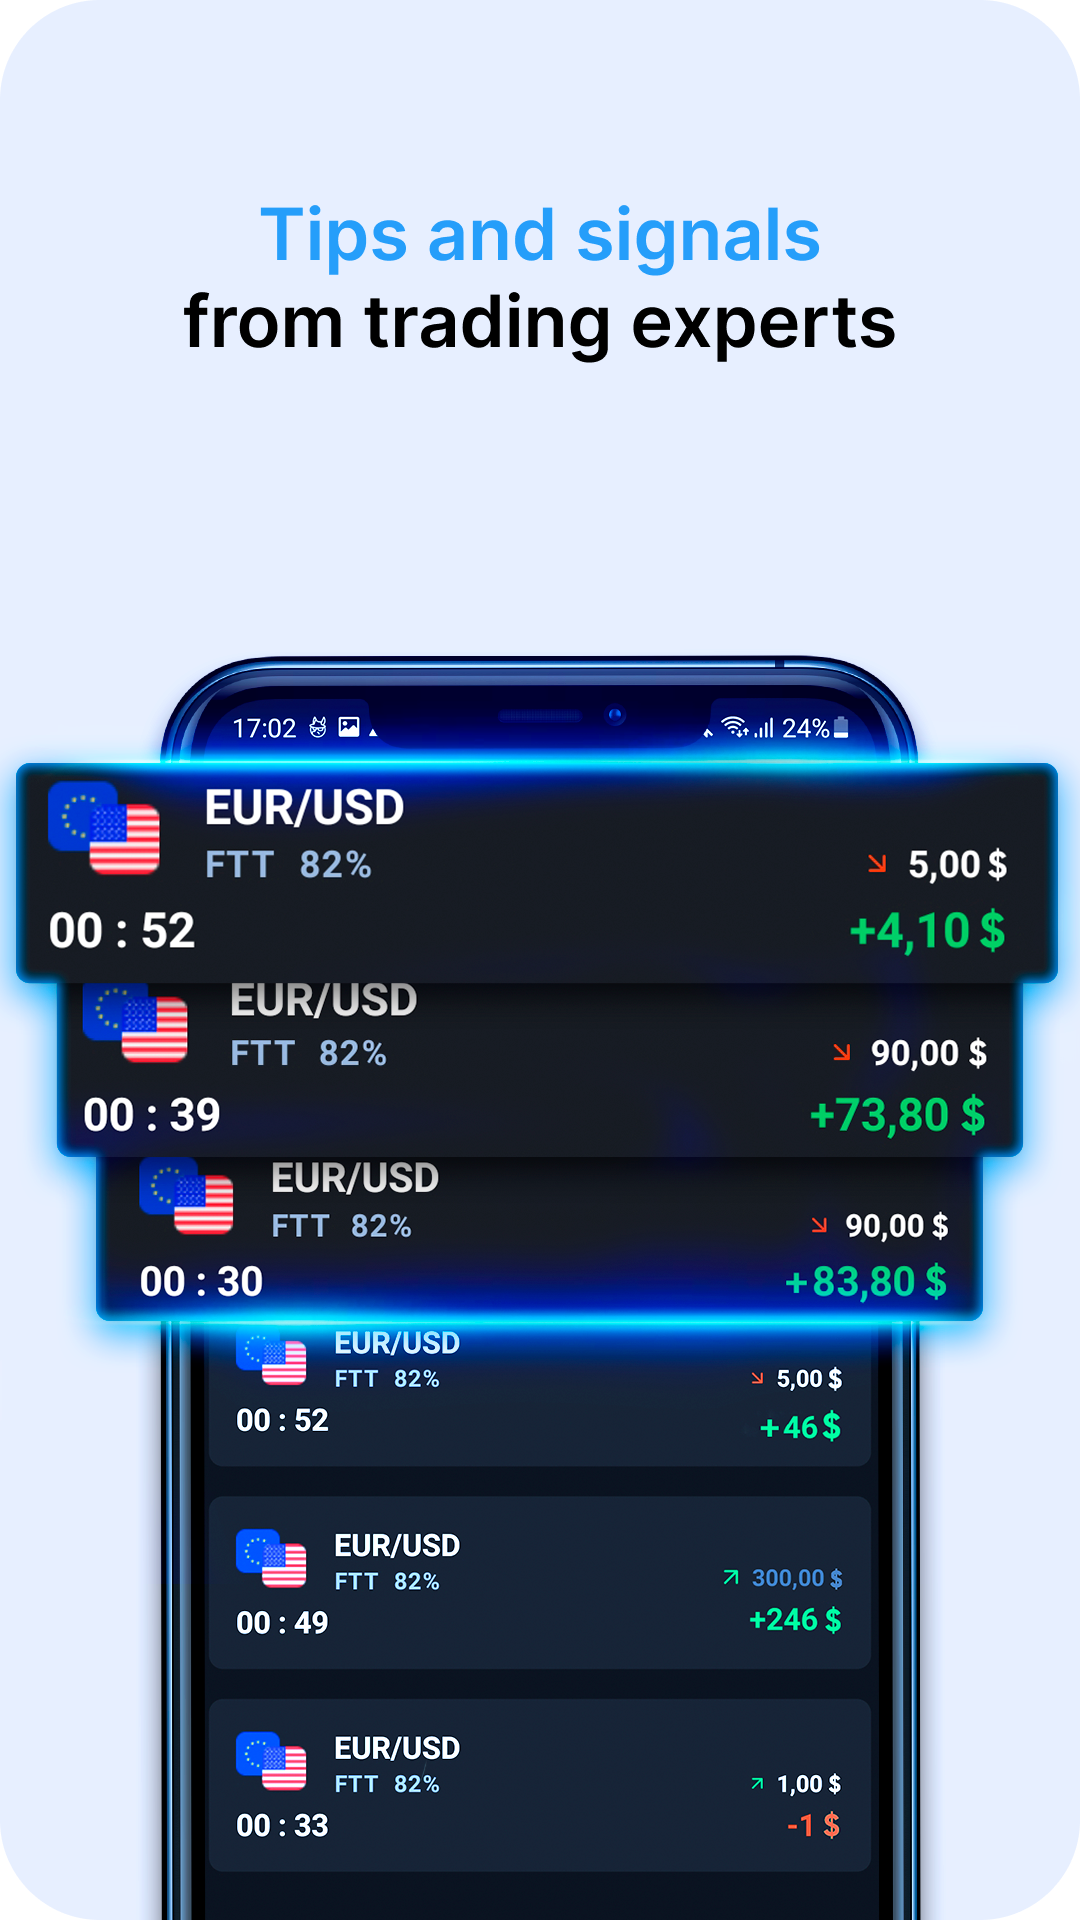 Tips and signals
from trading experts
17:02 24%
EUR/USD
FTT 82% 5,00 $
00 : 52 +4,10 $
EUR/USD
FTT 82% 90,00 $
00 : 39 +73,80 $
EUR/USD
FTT 82% 90,00 $
00 : 30 +83,80 $
EUR/USD
FTT 82% 5,00 $
00 : 52 +46 $
EUR/USD
FTT 82% 300,00 $
00 : 49 +246 $
EUR/USD
FTT 82% 1,00 $
00 : 33 -1 $